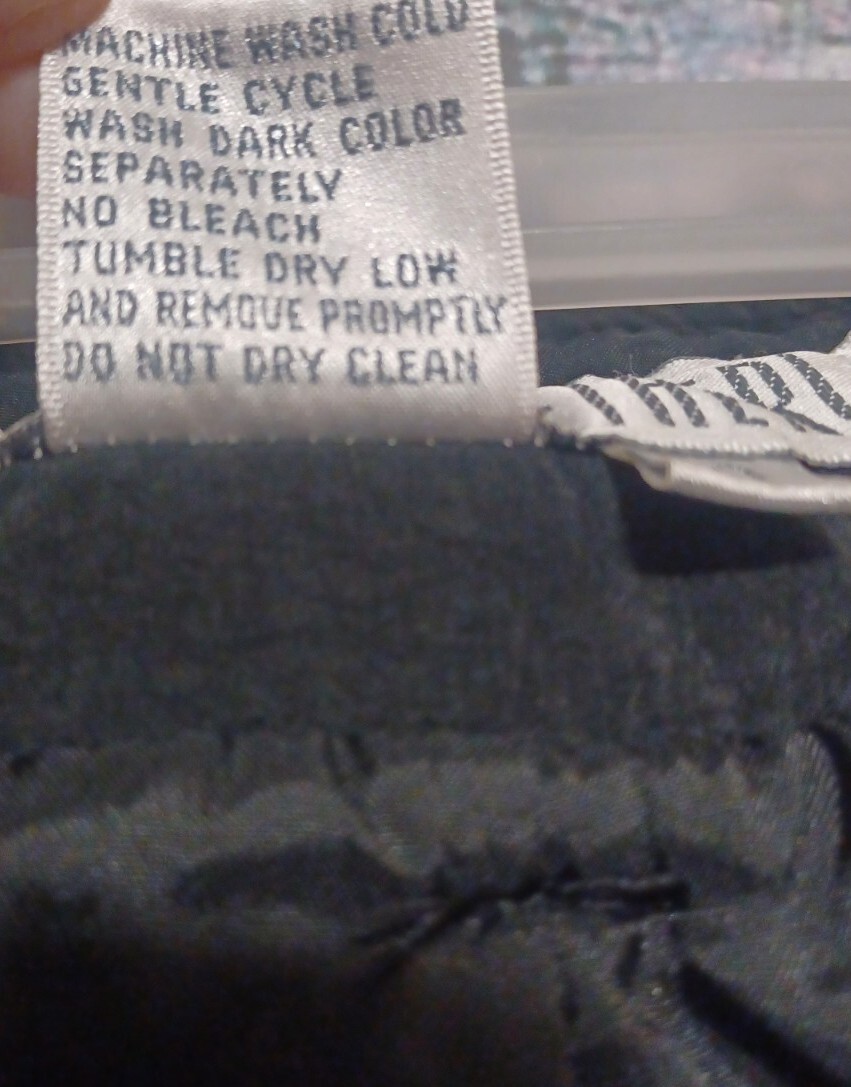 MACHINE WASH COLD
GENTLE CYCLE
WASH DARK COLOR
SEPARATELY
NO BLEACH
TUMBLE DRY LOW
AND REMOVE PROMPTLY
DO NOT DRY CLEAN